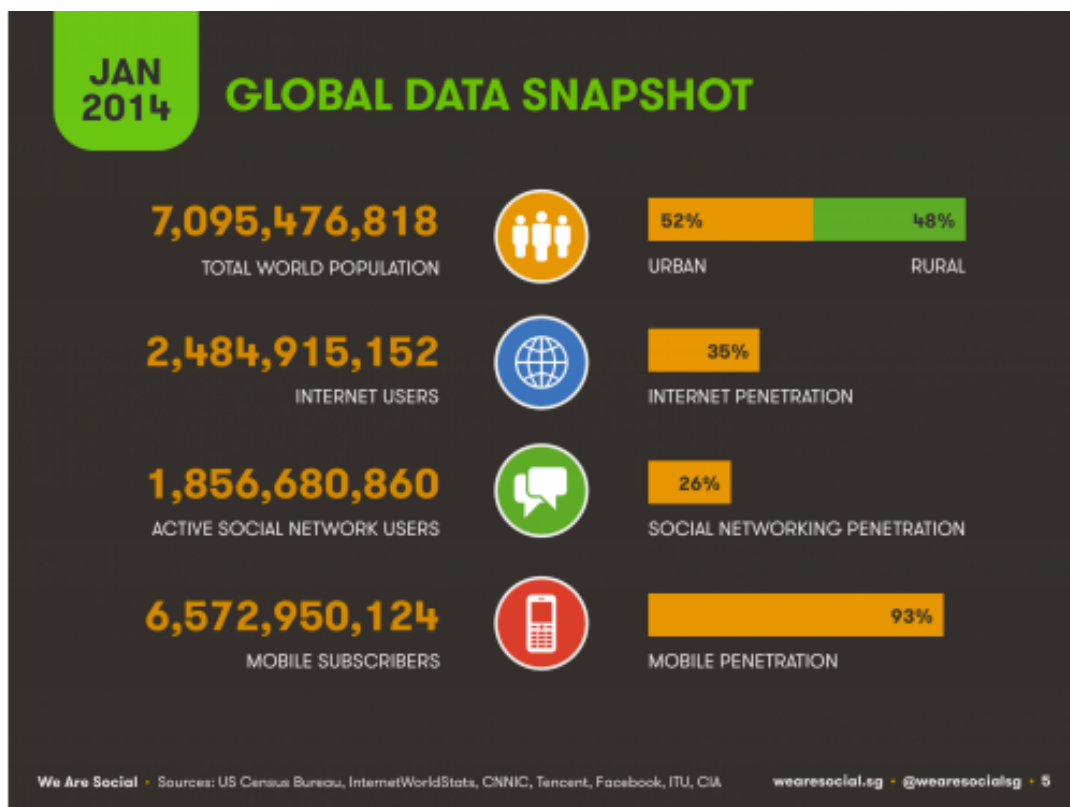 JAN
2014
GLOBAL DATA SNAPSHOT
7,095,476,818
TOTAL WORLD POPULATION
52%
48%
URBAN
RURAL
2,484,915,152
INTERNET USERS
35%
INTERNET PENETRATION
1,856,680,860
ACTIVE SOCIAL NETWORK USERS
26%
SOCIAL NETWORKING PENETRATION
6,572,950,124
MOBILE SUBSCRIBERS
93%
MOBILE PENETRATION
We Are Social • Sources: US Census Bureau, InternetWorldStats, CNNIC, Tencent, Facebook, ITU, CIA
wearesocial.sg • @wearesocialsg • 5